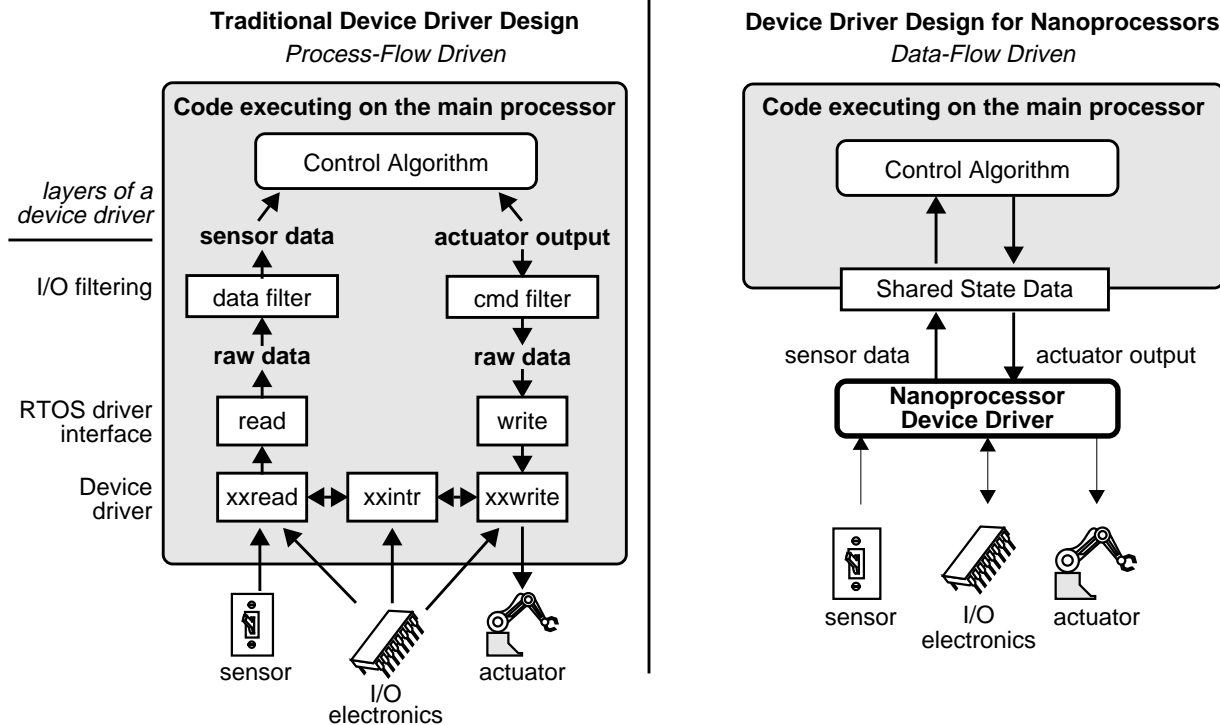 Traditional Device Driver Design
Process-Flow Driven
Code executing on the main processor
Control Algorithm
layers of a
device driver
sensor data
actuator output
I/O filtering
data filter
cmd filter
raw data
raw data
RTOS driver
interface
read
write
Device
driver
xxread
xxintr
xxwrite
sensor
I/O
electronics
actuator
Device Driver Design for Nanoprocessors
Data-Flow Driven
Code executing on the main processor
Control Algorithm
Shared State Data
sensor data
actuator output
Nanoprocessor
Device Driver
sensor
I/O
electronics
actuator